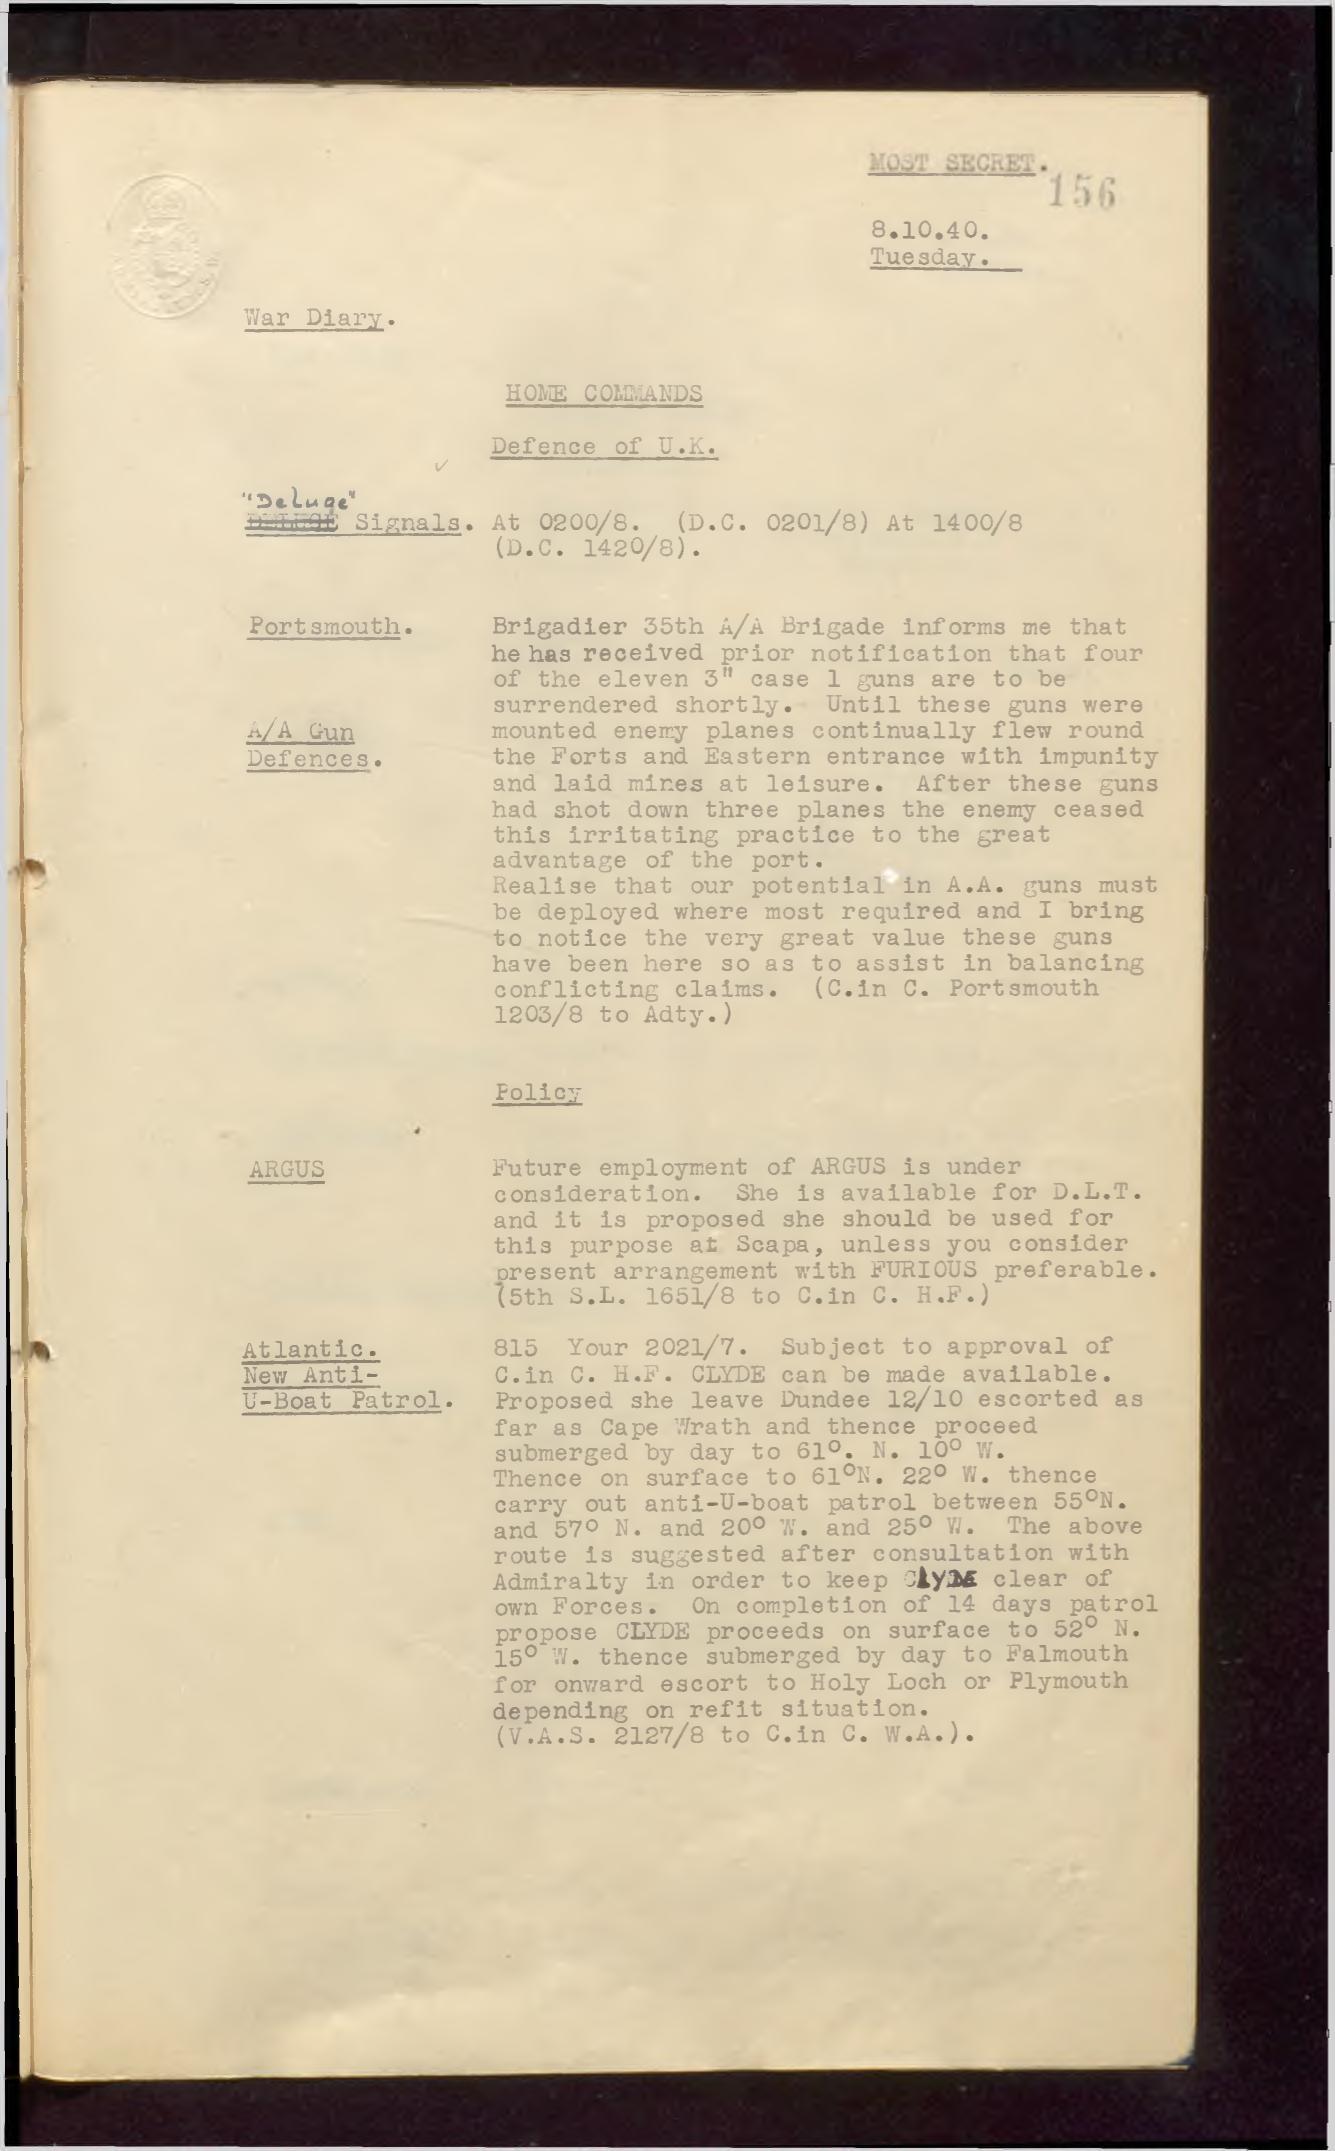 MOST SECRET.
156
8.10.40.
Tuesday.
War Diary.
HOME COMMANDS
Defence of U.K.
"Deluge"
DELUGE Signals. At 0200/8. (D.C. 0201/8) At 1400/8
(D.C. 1420/8).
Portsmouth.
A/A Gun
Defences.
Brigadier 35th A/A Brigade informs me that
he has received prior notification that four
of the eleven 3" case 1 guns are to be
surrendered shortly. Until these guns were
mounted enemy planes continually flew round
the Forts and Eastern entrance with impunity
and laid mines at leisure. After these guns
had shot down three planes the enemy ceased
this irritating practice to the great
advantage of the port.
Realise that our potential in A.A. guns must
be deployed where most required and I bring
to notice the very great value these guns
have been here so as to assist in balancing
conflicting claims. (C.in C. Portsmouth
1203/8 to Adty.)
Policy
ARGUS
Future employment of ARGUS is under
consideration. She is available for D.L.T.
and it is proposed she should be used for
this purpose at Scapa, unless you consider
present arrangement with FURIOUS preferable.
(5th S.L. 1651/8 to C.in C. H.F.)
Atlantic.
New Anti-
U-Boat Patrol.
815 Your 2021/7. Subject to approval of
C.in C. H.F. CLYDE can be made available.
Proposed she leave Dundee 12/10 escorted as
far as Cape Wrath and thence proceed
submerged by day to 61º. N. 10º W.
Thence on surface to 61ºN. 22º W. thence
carry out anti-U-boat patrol between 55ºN.
and 57º N. and 20º W. and 25º W. The above
route is suggested after consultation with
Admiralty in order to keep CLYDE clear of
own Forces. On completion of 14 days patrol
propose CLYDE proceeds on surface to 52º N.
15º W. thence submerged by day to Falmouth
for onward escort to Holy Loch or Plymouth
depending on refit situation.
(V.A.S. 2127/8 to C.in C. W.A.).